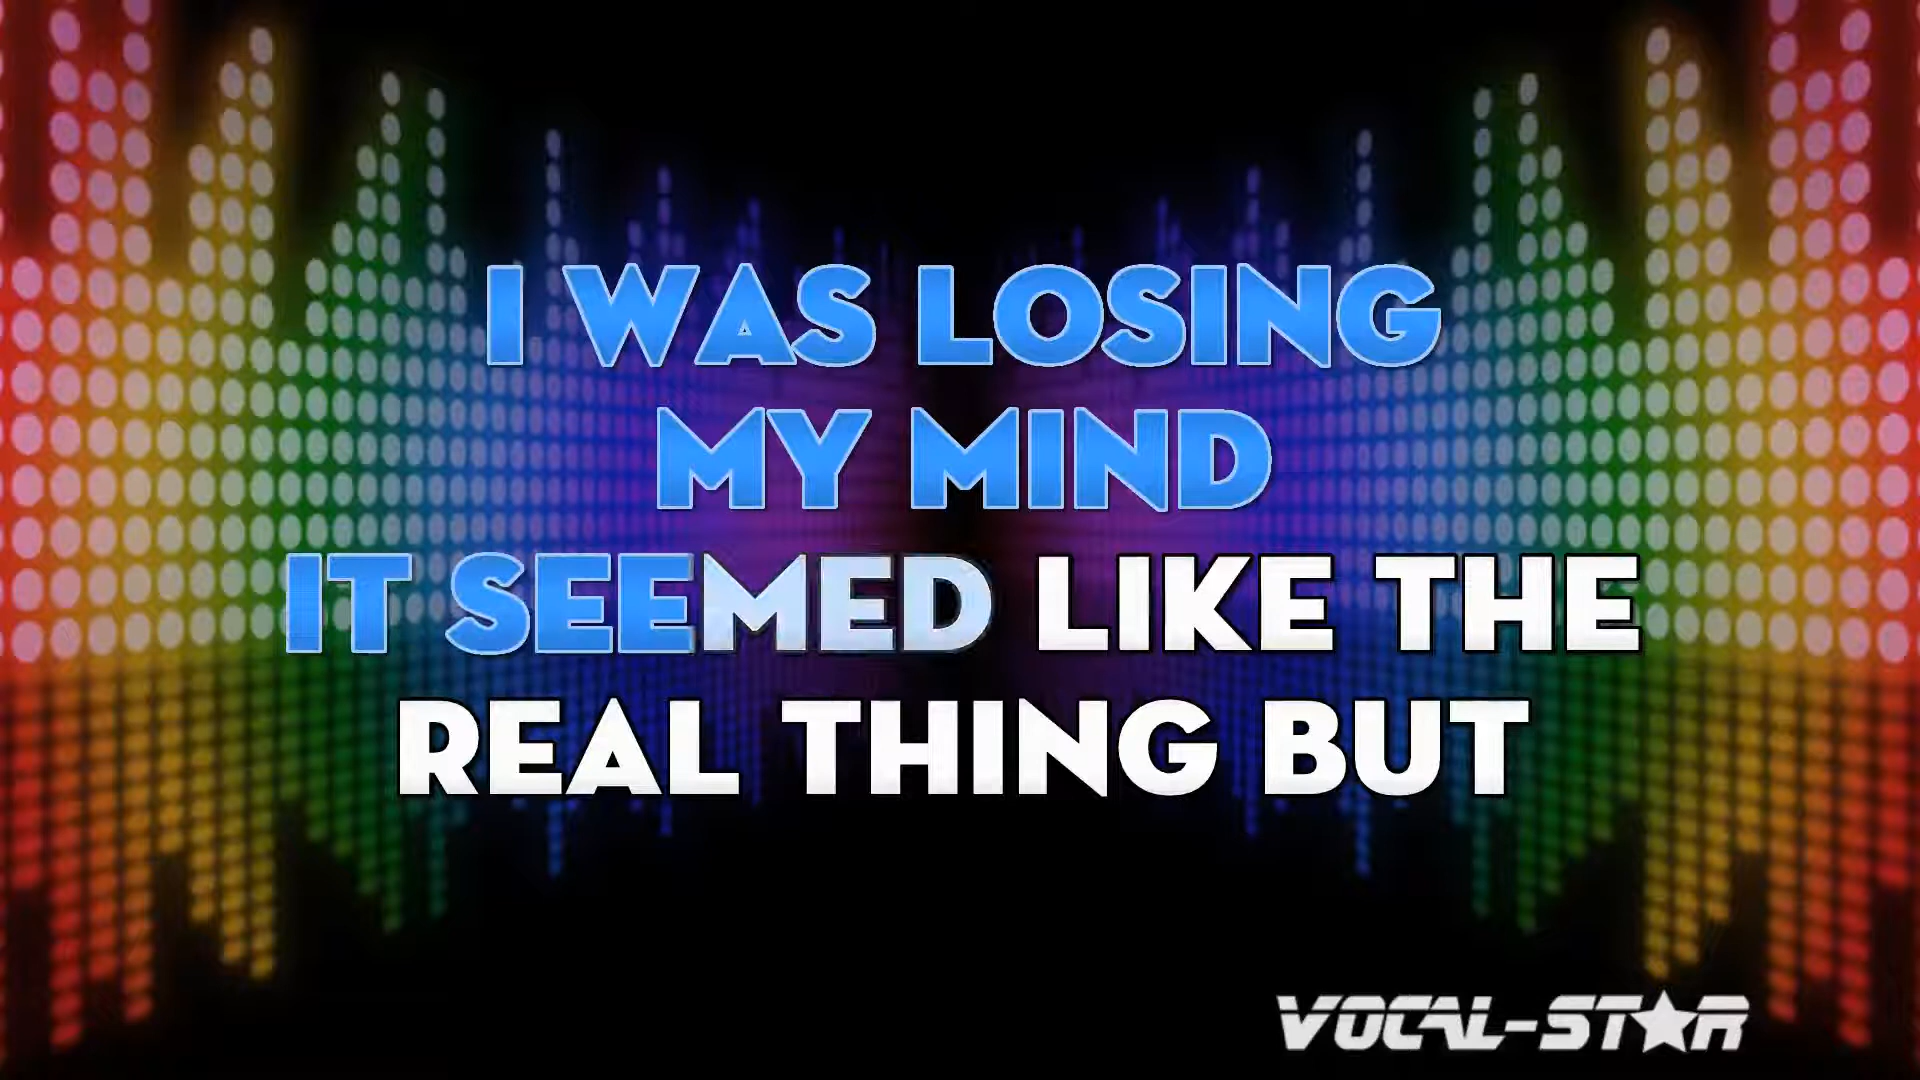 I WAS LOSING
MY MIND
IT SEEMED LIKE THE
REAL THING BUT
VOCAL-STAR